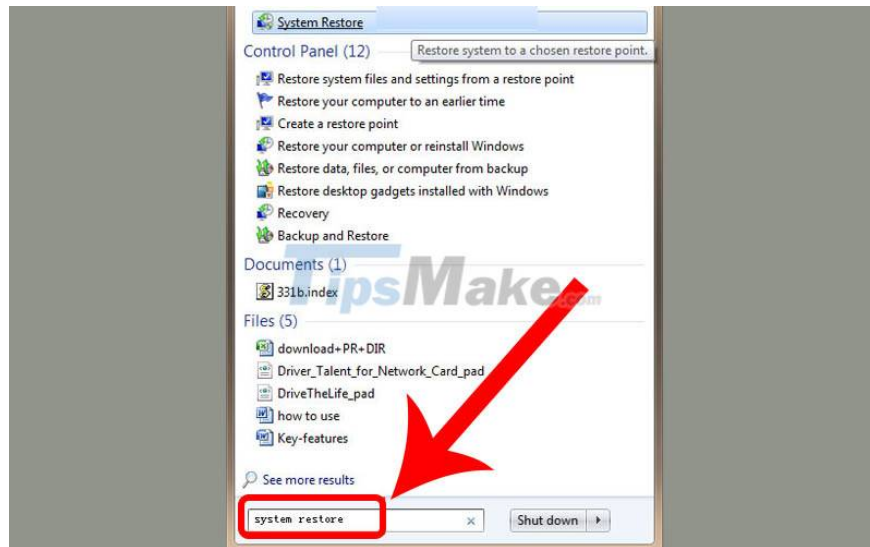 System Restore
Control Panel (12)
Restore system to a chosen restore point.
Restore system files and settings from a restore point
Restore your computer to an earlier time
Create a restore point
Restore your computer or reinstall Windows
Restore data, files, or computer from backup
Restore desktop gadgets installed with Windows
Recovery
Backup and Restore
Documents (1)
TipsMake.com
331b.index
Files (5)
download+PR+DIR
Driver_Talent_for_Network_Card_pad
DriveTheLife_pad
how to use
Key-features
See more results
system restore
Shut down